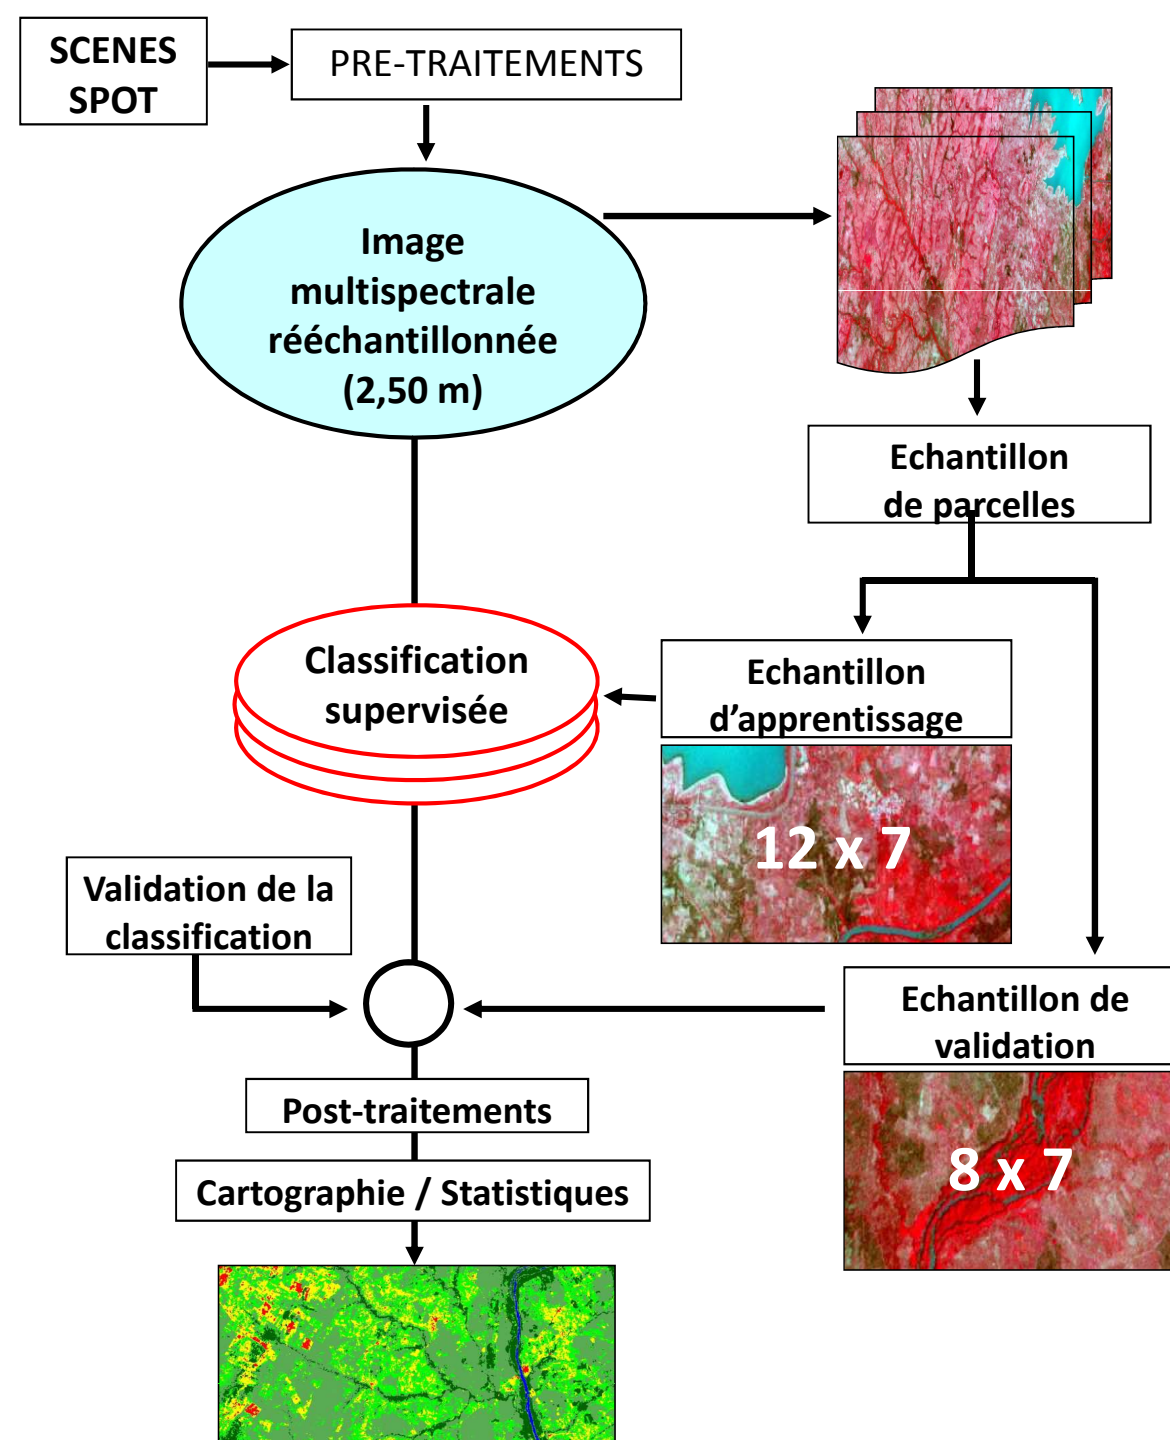 SCENES
SPOT
PRE-TRAITEMENTS
Image
multispectrale
rééchantillonnée
(2,50 m)
Echantillon
de parcelles
Classification
supervisée
Echantillon
d’apprentissage
12 x 7
Validation de la
classification
Echantillon de
validation
8 x 7
Post-traitements
Cartographie / Statistiques